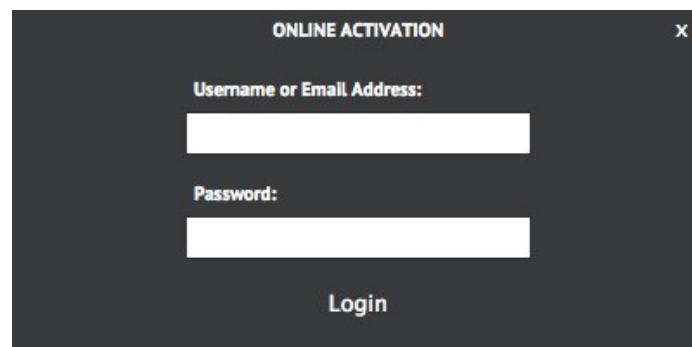 ONLINE ACTIVATION x
Username or Email Address:
Password:
Login